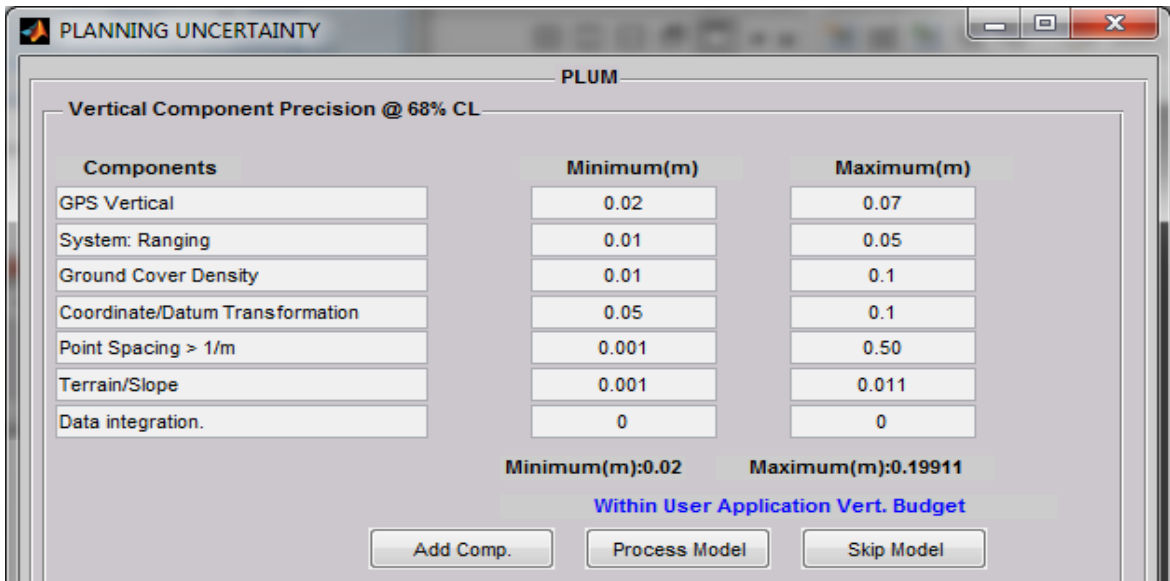 PLANNING UNCERTAINTY
PLUM
Vertical Component Precision @ 68% CL
Components Minimum(m) Maximum(m)
GPS Vertical 0.02 0.07
System: Ranging 0.01 0.05
Ground Cover Density 0.01 0.1
Coordinate/Datum Transformation 0.05 0.1
Point Spacing > 1/m 0.001 0.50
Terrain/Slope 0.001 0.011
Data integration. 0 0
Minimum(m):0.02 Maximum(m):0.19911
Within User Application Vert. Budget
Add Comp. Process Model Skip Model